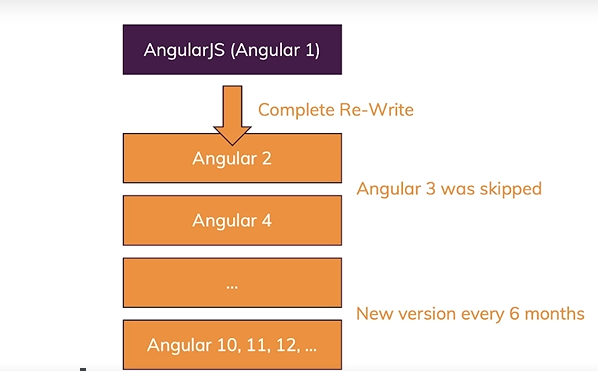 AngularJS (Angular 1)
Complete Re-Write
Angular 2
Angular 3 was skipped
Angular 4
...
New version every 6 months
Angular 10, 11, 12, ...